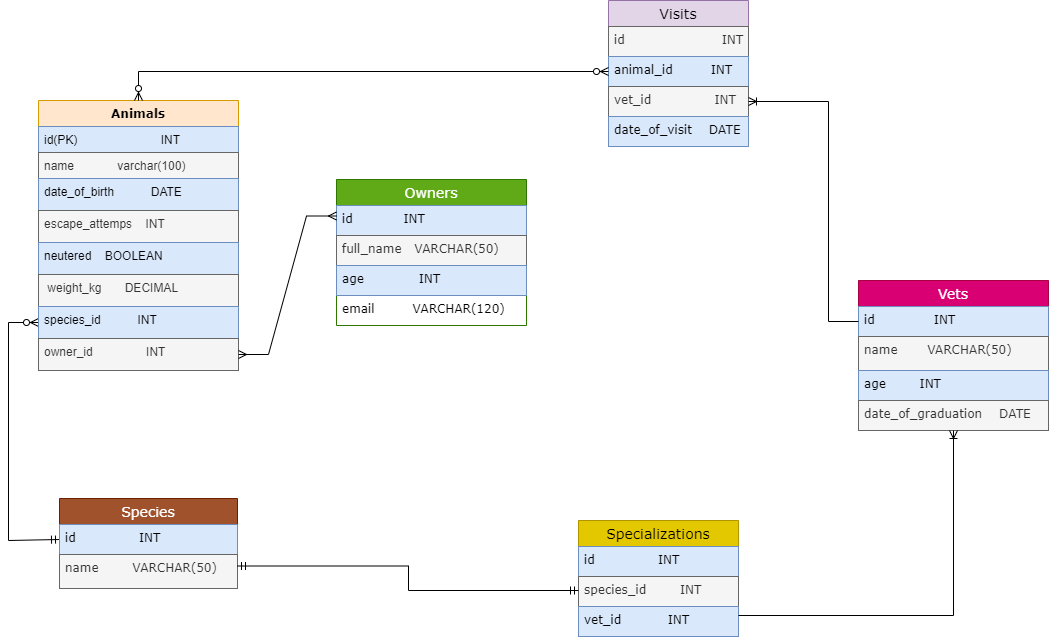 Visits
id INT
animal_id INT
vet_id INT
date_of_visit DATE
Animals
id(PK) INT
name varchar(100)
date_of_birth DATE
escape_attemps INT
neutered BOOLEAN
weight_kg DECIMAL
species_id INT
owner_id INT
Owners
id INT
full_name VARCHAR(50)
age INT
email VARCHAR(120)
Vets
id INT
name VARCHAR(50)
age INT
date_of_graduation DATE
Species
id INT
name VARCHAR(50)
Specializations
id INT
species_id INT
vet_id INT